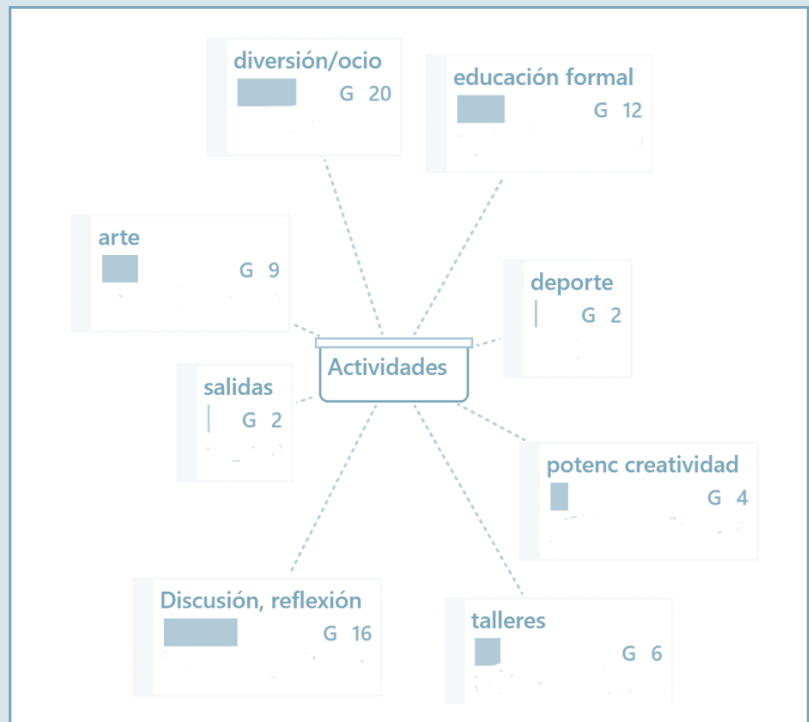 diversión/ocio
G 20
educación formal
G 12
arte
G 9
deporte
G 2
Actividades
salidas
G 2
potenc creatividad
G 4
Discusión, reflexión
G 16
talleres
G 6